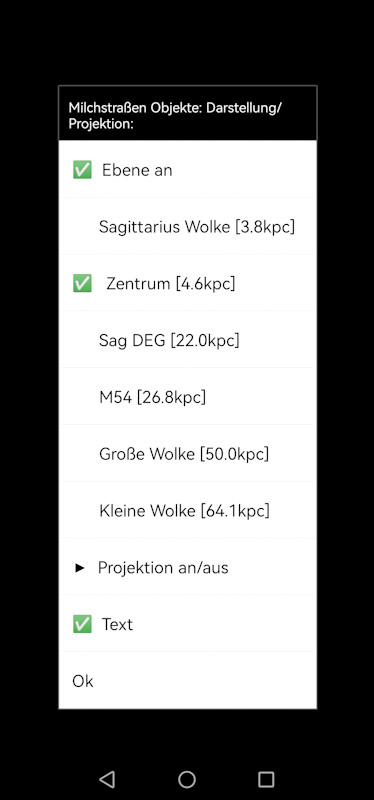 Milchstraßen Objekte: Darstellung/
Projektion:
✅ Ebene an
Sagittarius Wolke [3.8kpc]
✅ Zentrum [4.6kpc]
Sag DEG [22.0kpc]
M54 [26.8kpc]
Große Wolke [50.0kpc]
Kleine Wolke [64.1kpc]
► Projektion an/aus
✅ Text
Ok